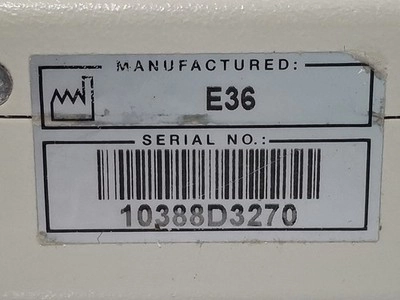 MANUFACTURED:
E36
SERIAL NO.:
10388D3270